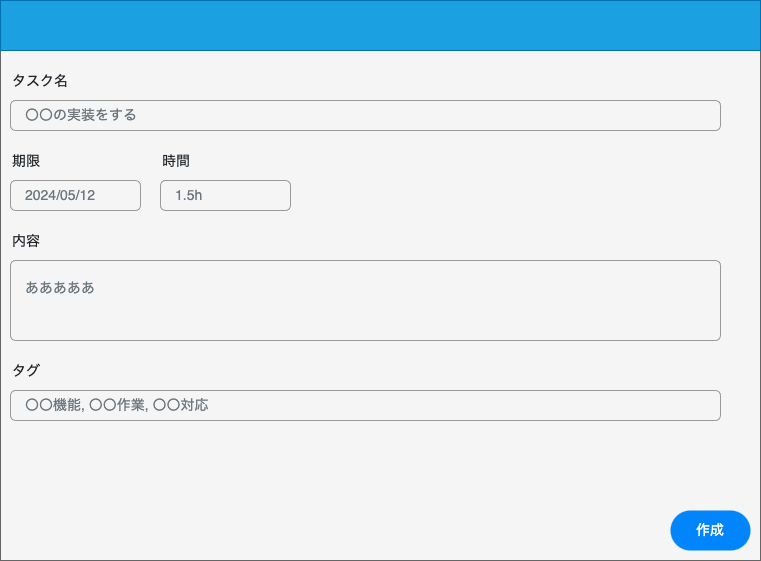 タスク名
〇〇の実装をする
期限 時間
2024/05/12 1.5h
内容
あああああ
タグ
〇〇機能, 〇〇作業, 〇〇対応
作成